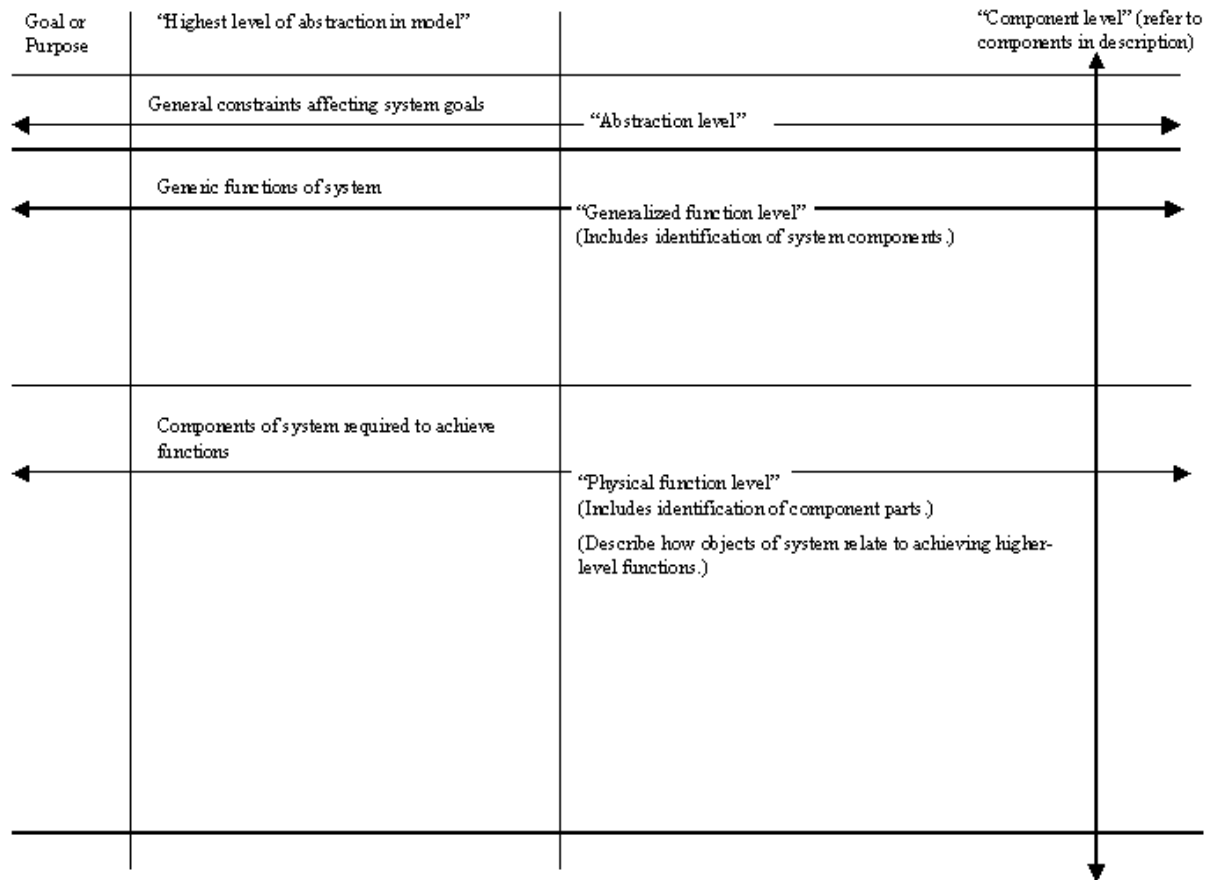 Goal or
Purpose
“Highest level of abstraction in model”
“Component level” (refer to
components in description)
General constraints affecting system goals
“Abstraction level”
Generic functions of system
“Generalized function level”
(Includes identification of system components.)
Components of system required to achieve
functions
“Physical function level”
(Includes identification of component parts.)
(Describe how objects of system relate to achieving higher-
level functions.)